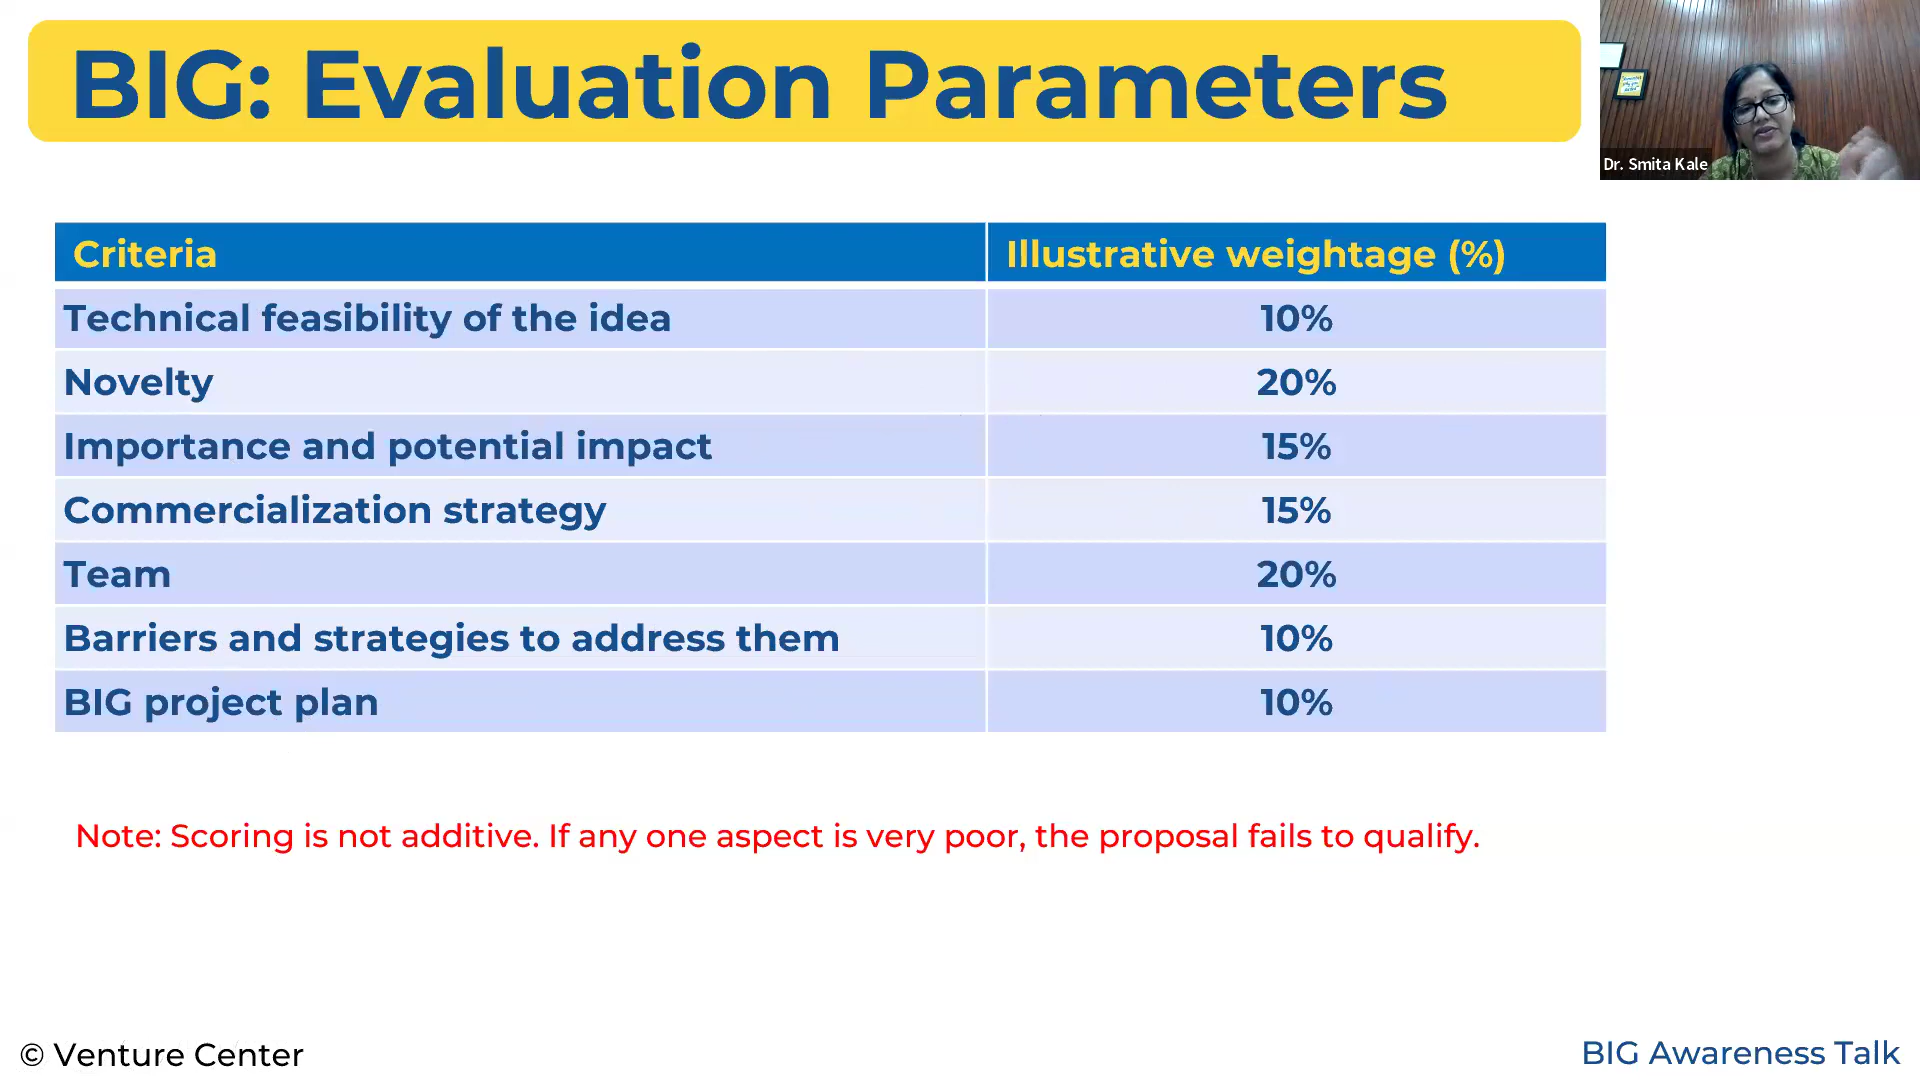 BIG: Evaluation Parameters
Dr. Smita Kale
Criteria Illustrative weightage (%)
Technical feasibility of the idea 10%
Novelty 20%
Importance and potential impact 15%
Commercialization strategy 15%
Team 20%
Barriers and strategies to address them 10%
BIG project plan 10%
Note: Scoring is not additive. If any one aspect is very poor, the proposal fails to qualify.
© Venture Center
BIG Awareness Talk